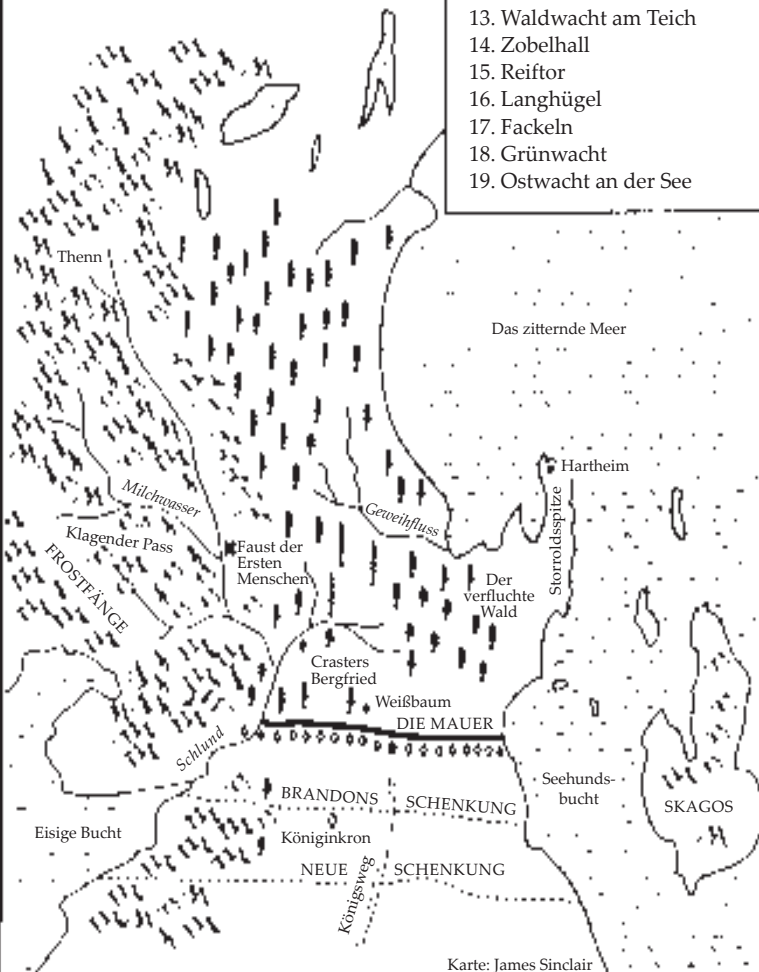 13. Waldwacht am Teich
14. Zobelhall
15. Reiftor
16. Langhügel
17. Fackeln
18. Grünwacht
19. Ostwacht an der See
Thenn
Das zitternde Meer
Hartheim
Milchwasser
Geweihfluss
Storroldsspitze
Klagender Pass
FROSTFÄNGE
Faust der
Ersten
Menschen
Der
verfluchte
Wald
Crasters
Bergfried
Weißbaum
DIE MAUER
Schlund
Seehunds-
bucht
SKAGOS
BRANDONS SCHENKUNG
Eisige Bucht
Königinkron
NEUE SCHENKUNG
Königsweg
Karte: James Sinclair